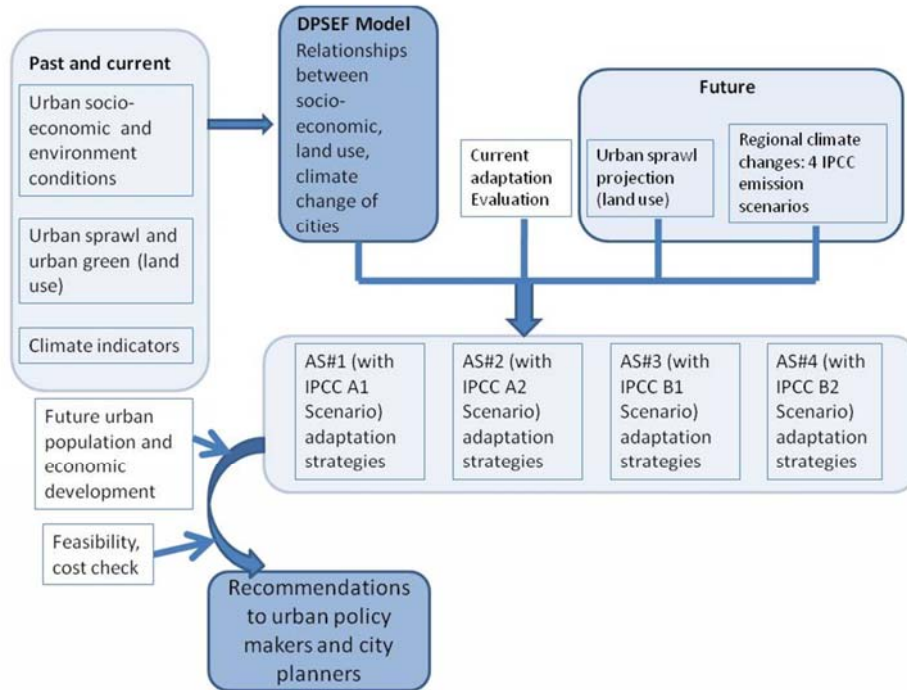 Past and current
Urban socio-
economic and
environment
conditions
Urban sprawl and
urban green (land
use)
Climate indicators
DPSEF Model
Relationships
between
socio-
economic,
land use,
climate
change of
cities
Current
adaptation
Evaluation
Future
Urban sprawl
projection
(land use)
Regional climate
changes: 4 IPCC
emission
scenarios
AS#1 (with
IPCC A1
Scenario)
adaptation
strategies
AS#2 (with
IPCC A2
Scenario)
adaptation
strategies
AS#3 (with
IPCC B1
Scenario)
adaptation
strategies
AS#4 (with
IPCC B2
Scenario)
adaptation
strategies
Future urban
population and
economic
development
Feasibility,
cost check
Recommendations
to urban policy
makers and city
planners